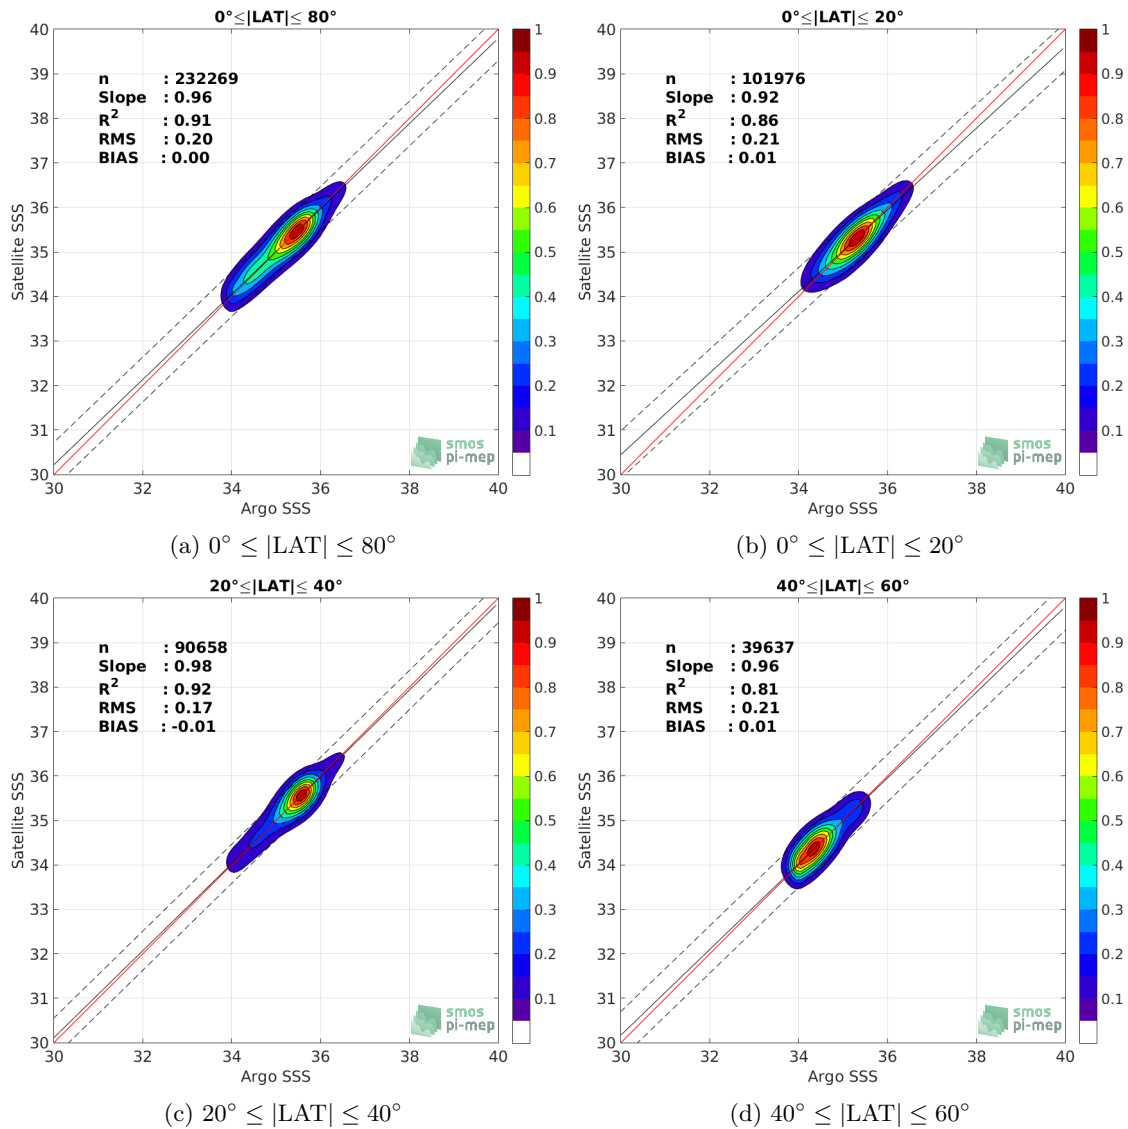 0°≤|LAT|≤ 80°
n : 232269
Slope : 0.96
R2 : 0.91
RMS : 0.20
BIAS : 0.00
40
39
38
37
36
35
34
33
32
31
30
30 32 34 36 38 40
Satellite SSS
Argo SSS
smos
pi-mep
1
0.9
0.8
0.7
0.6
0.5
0.4
0.3
0.2
0.1
(a) 0° ≤ |LAT| ≤ 80°
0°≤|LAT|≤ 20°
n : 101976
Slope : 0.92
R2 : 0.86
RMS : 0.21
BIAS : 0.01
40
39
38
37
36
35
34
33
32
31
30
30 32 34 36 38 40
Satellite SSS
Argo SSS
smos
pi-mep
1
0.9
0.8
0.7
0.6
0.5
0.4
0.3
0.2
0.1
(b) 0° ≤ |LAT| ≤ 20°
20°≤|LAT|≤ 40°
n : 90658
Slope : 0.98
R2 : 0.92
RMS : 0.17
BIAS : -0.01
40
39
38
37
36
35
34
33
32
31
30
30 32 34 36 38 40
Satellite SSS
Argo SSS
smos
pi-mep
1
0.9
0.8
0.7
0.6
0.5
0.4
0.3
0.2
0.1
(c) 20° ≤ |LAT| ≤ 40°
40°≤|LAT|≤ 60°
n : 39637
Slope : 0.96
R2 : 0.81
RMS : 0.21
BIAS : 0.01
40
39
38
37
36
35
34
33
32
31
30
30 32 34 36 38 40
Satellite SSS
Argo SSS
smos
pi-mep
1
0.9
0.8
0.7
0.6
0.5
0.4
0.3
0.2
0.1
(d) 40° ≤ |LAT| ≤ 60°